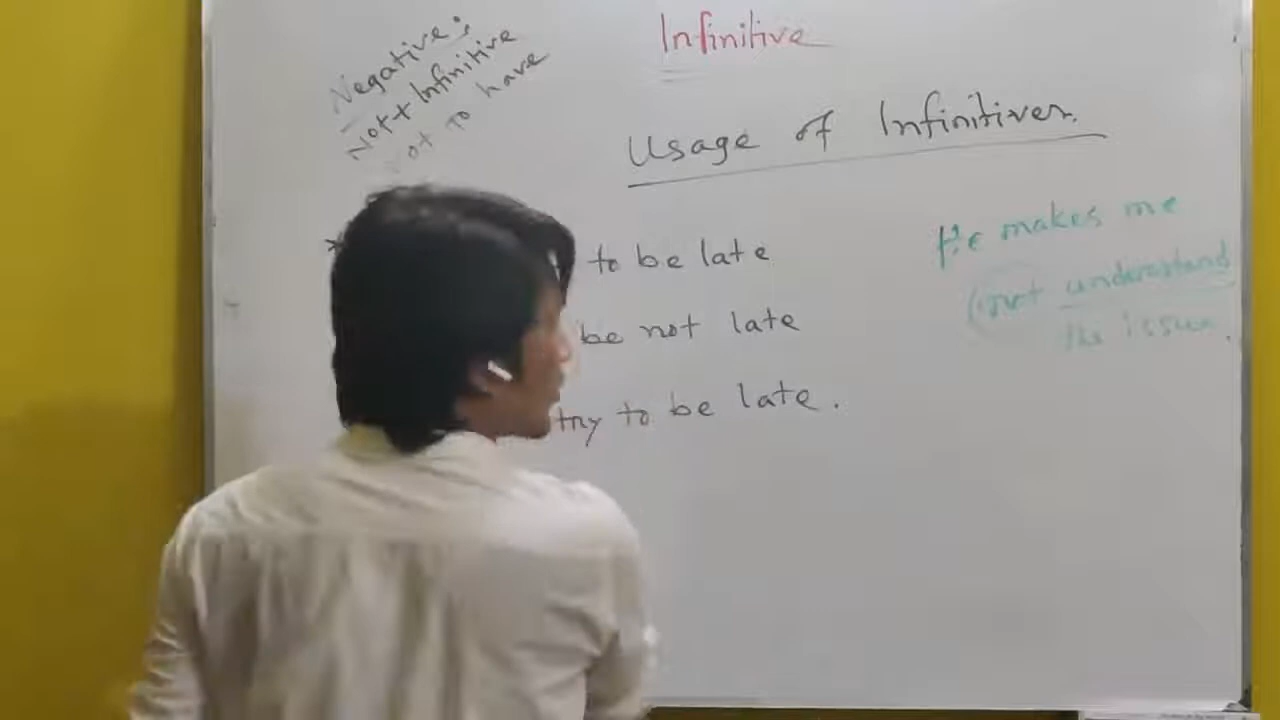 Infinitive
Negative:
Not + Infinitive
Not To have
Usage of Infinitives.
to be late
be not late
try to be late.
He makes me
(not understand
the issue.